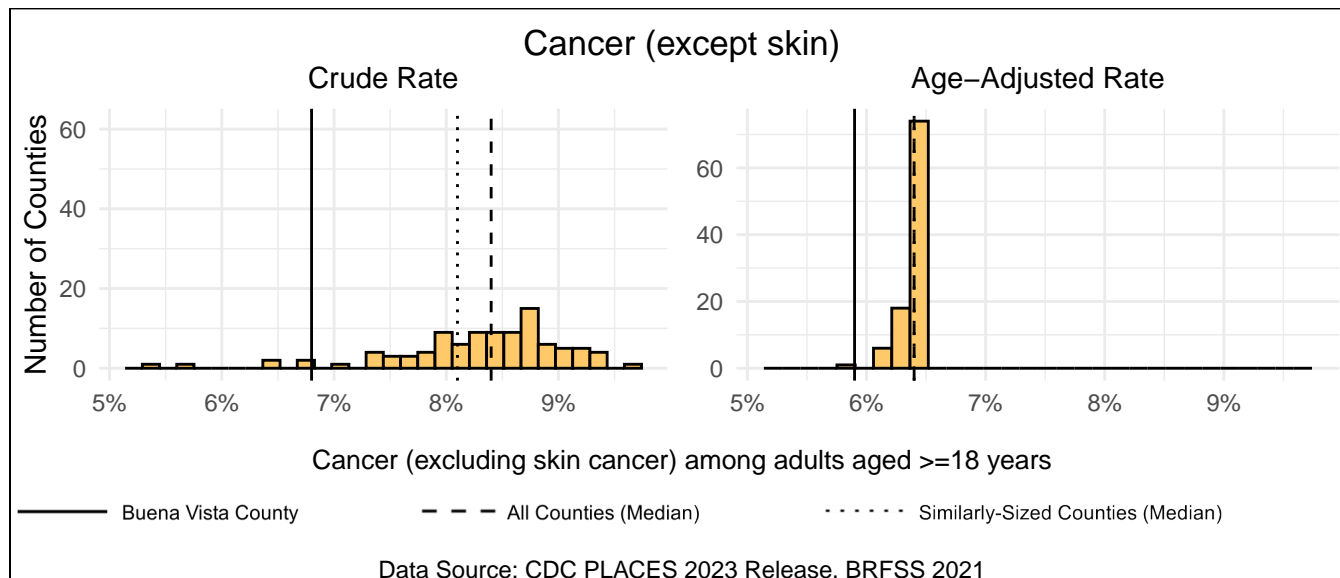 Cancer (except skin)
Crude Rate
Age−Adjusted Rate
Number of Counties
60
40
20
0
5%
6%
7%
8%
9%
60
40
20
0
5%
6%
7%
8%
9%
Cancer (excluding skin cancer) among adults aged >=18 years
Buena Vista County
All Counties (Median)
Similarly-Sized Counties (Median)
Data Source: CDC PLACES 2023 Release, BRFSS 2021